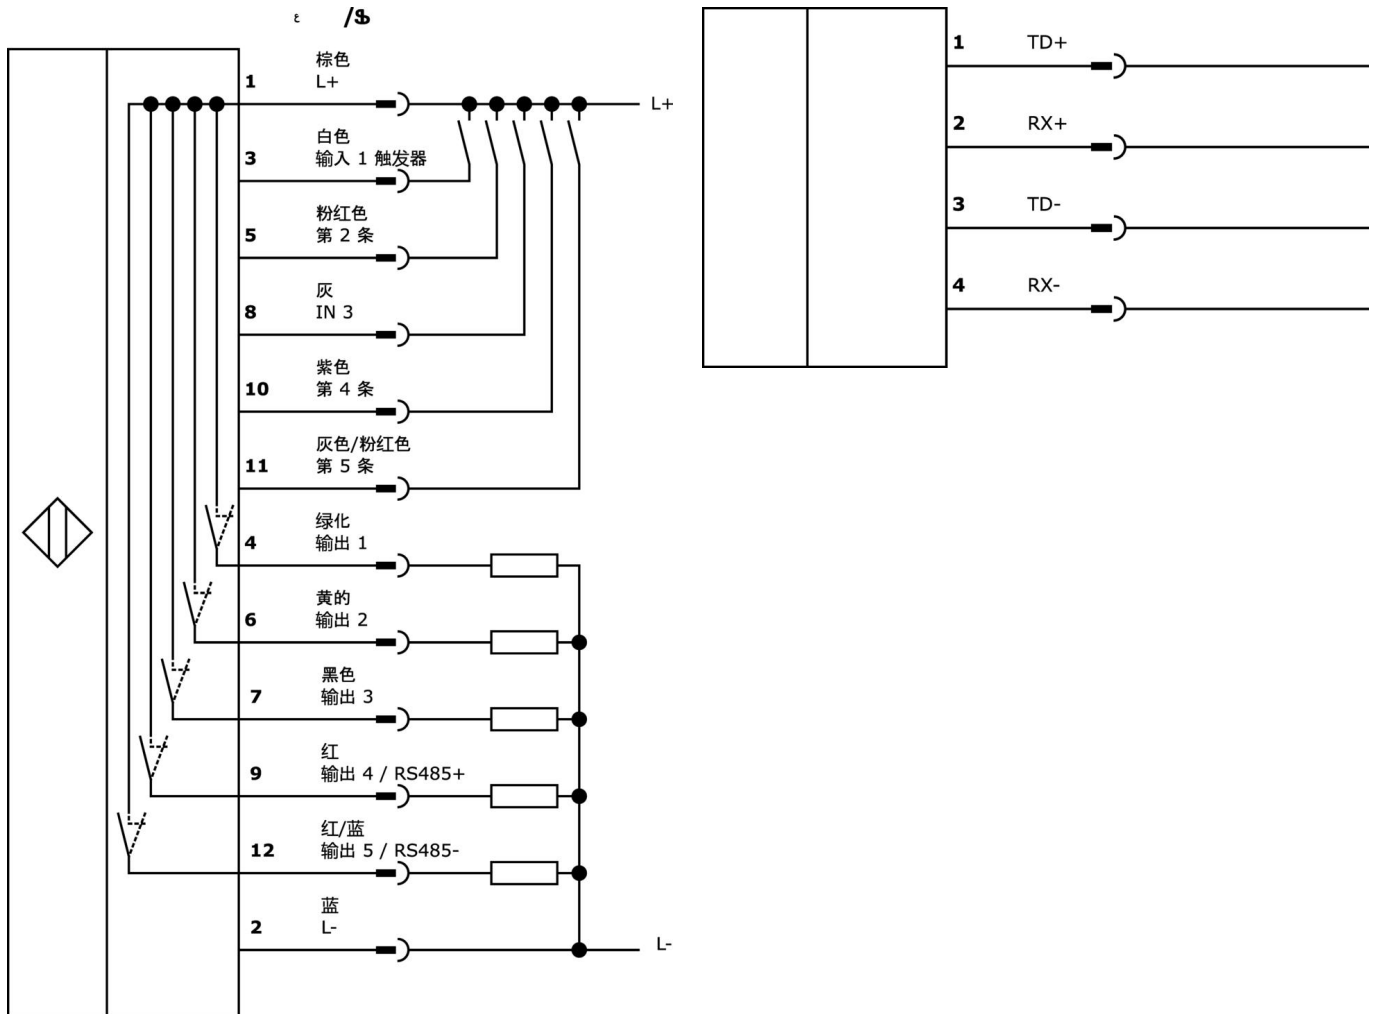 棕色
1 L+
L+
白色
3 输入 1 触发器
粉红色
5 第 2 条
灰
8 IN 3
紫色
10 第 4 条
灰色/粉红色
11 第 5 条
绿化
4 输出 1
黄的
6 输出 2
黑色
7 输出 3
红
9 输出 4 / RS485+
红/蓝
12 输出 5 / RS485-
蓝
2 L-
L-
1 TD+
2 RX+
3 TD-
4 RX-